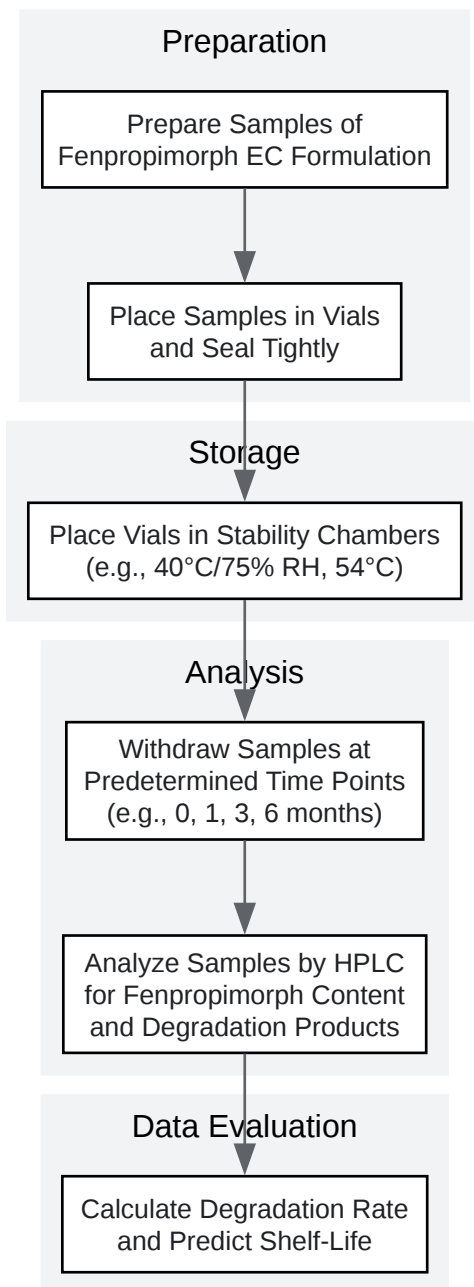 Preparation
Prepare Samples of
Fenpropimorph EC Formulation
Place Samples in Vials
and Seal Tightly
Storage
Place Vials in Stability Chambers
(e.g., 40°C/75% RH, 54°C)
Analysis
Withdraw Samples at
Predetermined Time Points
(e.g., 0, 1, 3, 6 months)
Analyze Samples by HPLC
for Fenpropimorph Content
and Degradation Products
Data Evaluation
Calculate Degradation Rate
and Predict Shelf-Life